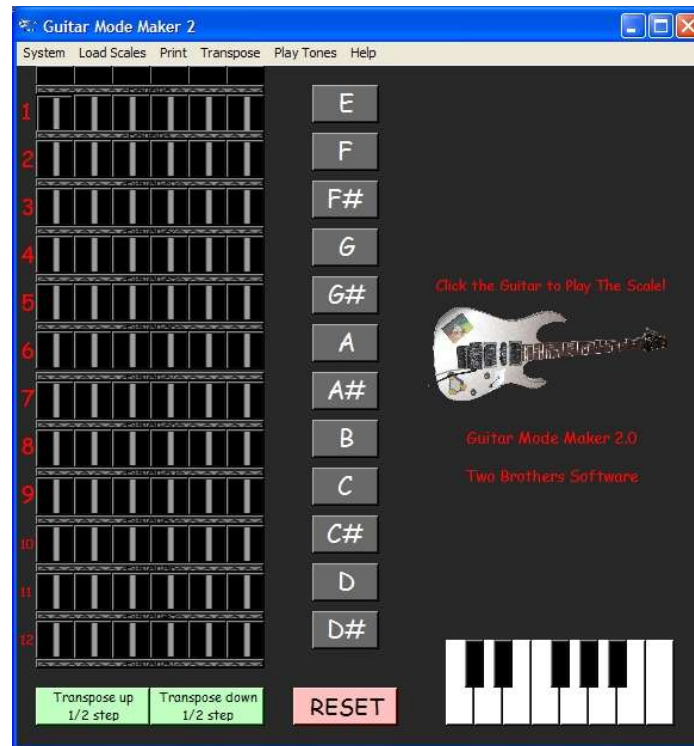 Guitar Mode Maker 2
System Load Scales Print Transpose Play Tones Help
1
2
3
4
5
6
7
8
9
10
11
12
E
F
F#
G
G#
A
A#
B
C
C#
D
D#
Click the Guitar to Play The Scale!
Guitar Mode Maker 2.0
Two Brothers Software
Transpose up
1/2 step
Transpose down
1/2 step
RESET